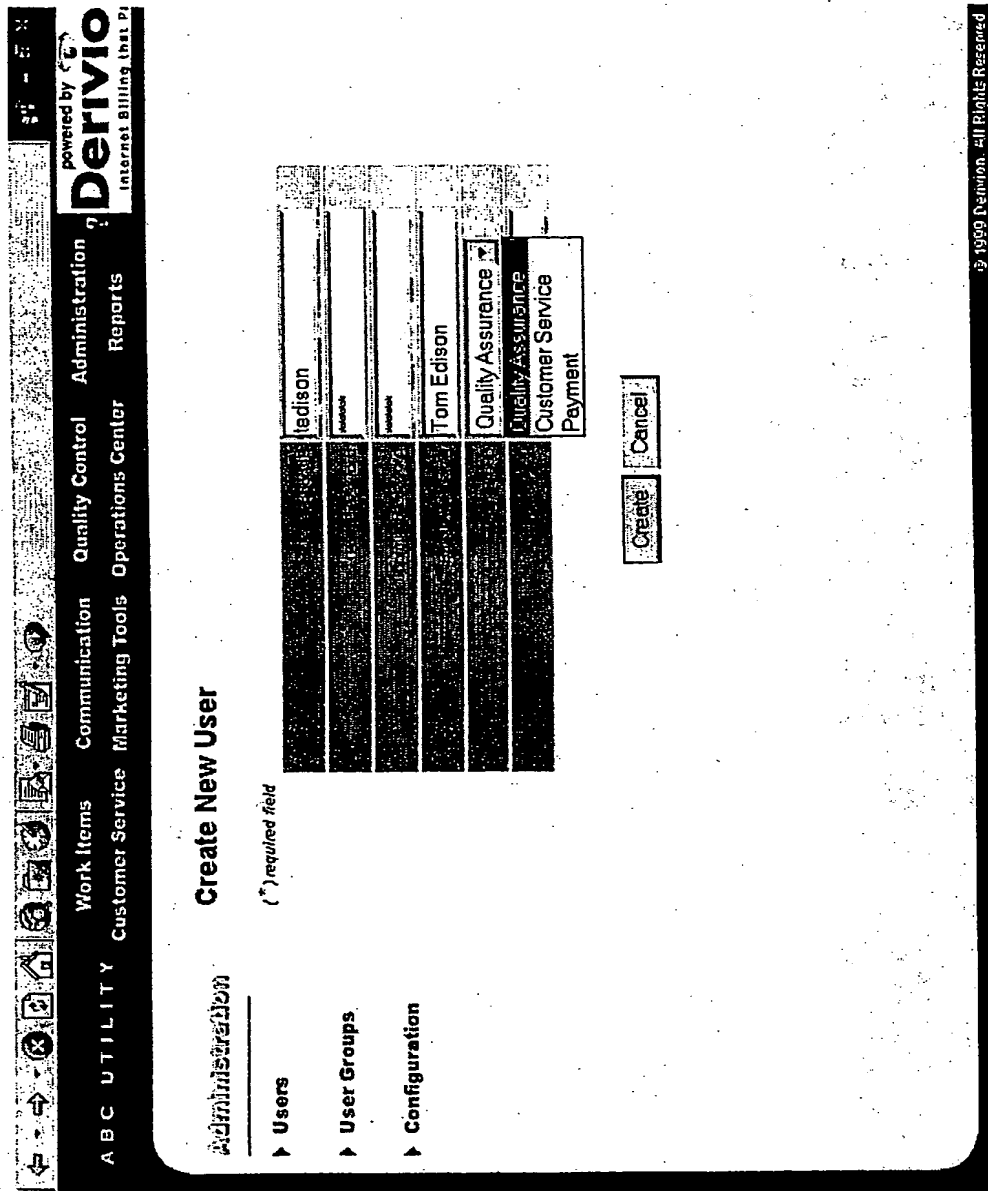 powered by
Derivio
Internet Billing that P
ABC UTILITY
Work Items Communication Quality Control Administration ?
Customer Service Marketing Tools Operations Center Reports
Administration
Users
User Groups
Configuration
Create New User
(*) required field
tedison
Tom Edison
Quality Assurance
Quality Assurance
Customer Service
Payment
Create Cancel
© 1999 Derivion. All Rights Reserved